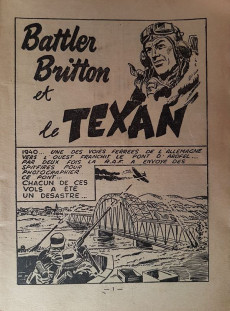 Battler
Britton
et
le TEXAN
1940... UNE DES VOIES FERREES DE L'ALLEMAGNE
VERS L'OUEST FRANCHIT LE PONT D'
PAR DEUX FOIS LA R.A.F. A ENVOYE DES
SPITFIRES POUR
PHOTOGRAPHIER
CE PONT...
CHACUN DE CES
VOLS A ETE
UN DESASTRE...
— 1 —